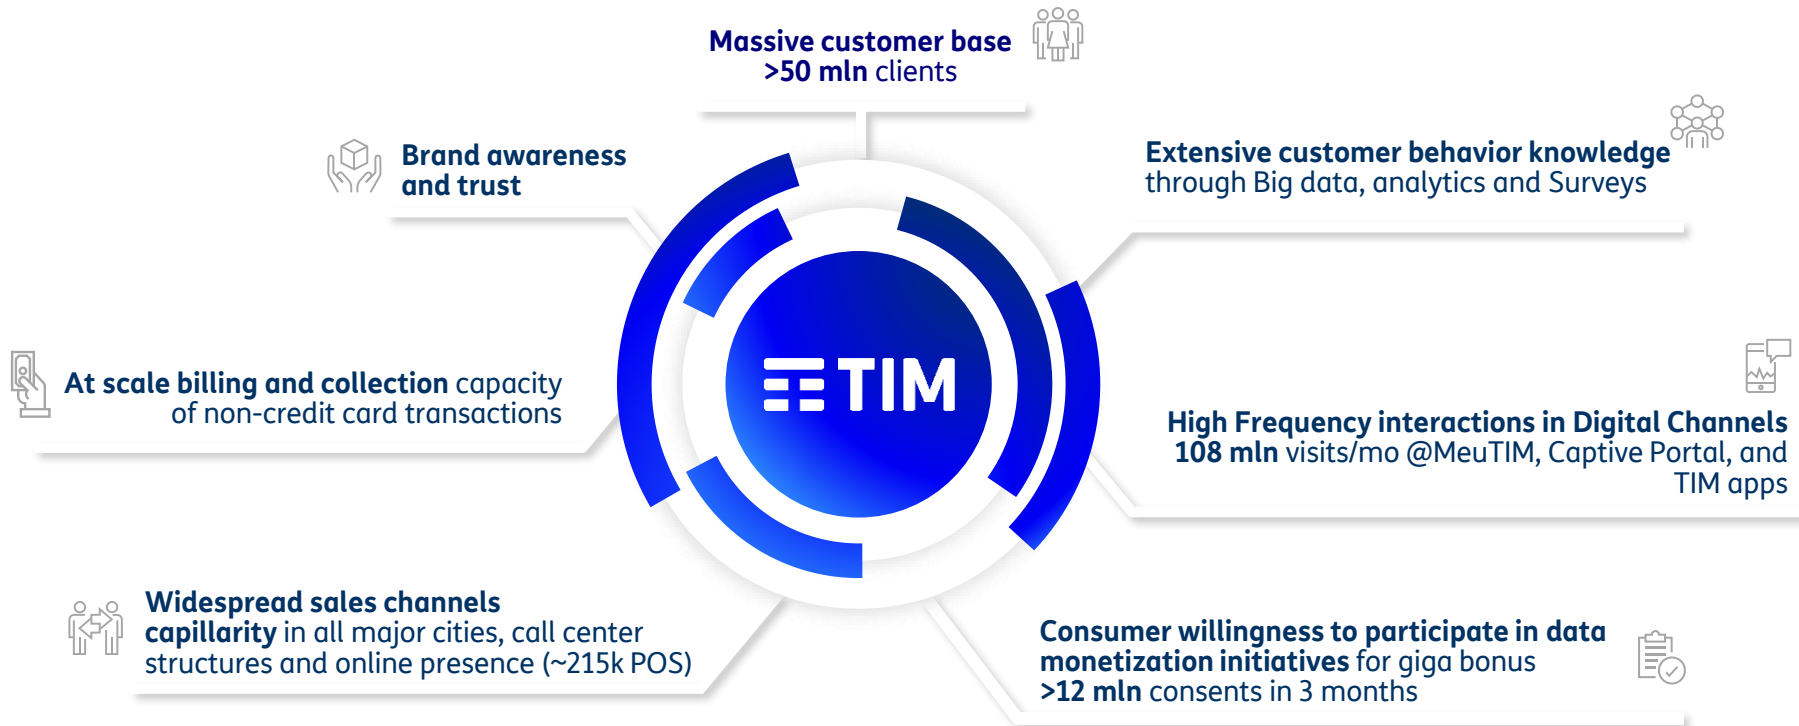 Massive customer base
>50 mln clients
Brand awareness
and trust
Extensive customer behavior knowledge
through Big data, analytics and Surveys
TIM
At scale billing and collection capacity
of non-credit card transactions
High Frequency interactions in Digital Channels
108 mln visits/mo @MeuTIM, Captive Portal, and
TIM apps
Widespread sales channels
capillarity in all major cities, call center
structures and online presence (~215k POS)
Consumer willingness to participate in data
monetization initiatives for giga bonus
>12 mln consents in 3 months